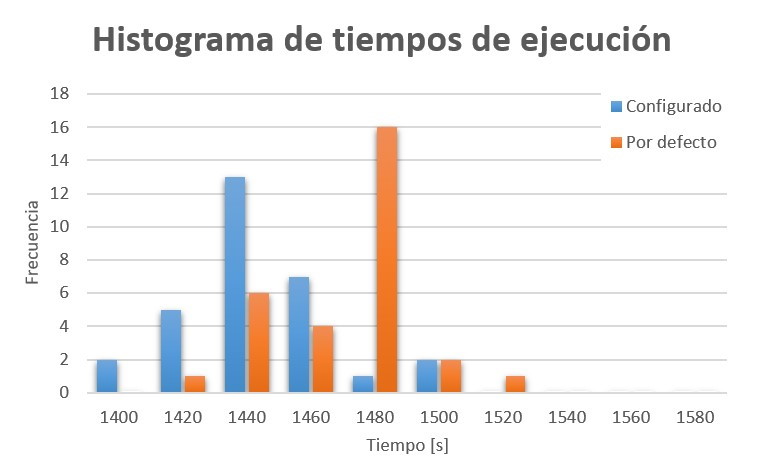 Histograma de tiempos de ejecución
18
16
14
12
10
8
6
4
2
0
Frecuencia
Configurado
Por defecto
1400 1420 1440 1460 1480 1500 1520 1540 1560 1580
Tiempo [s]